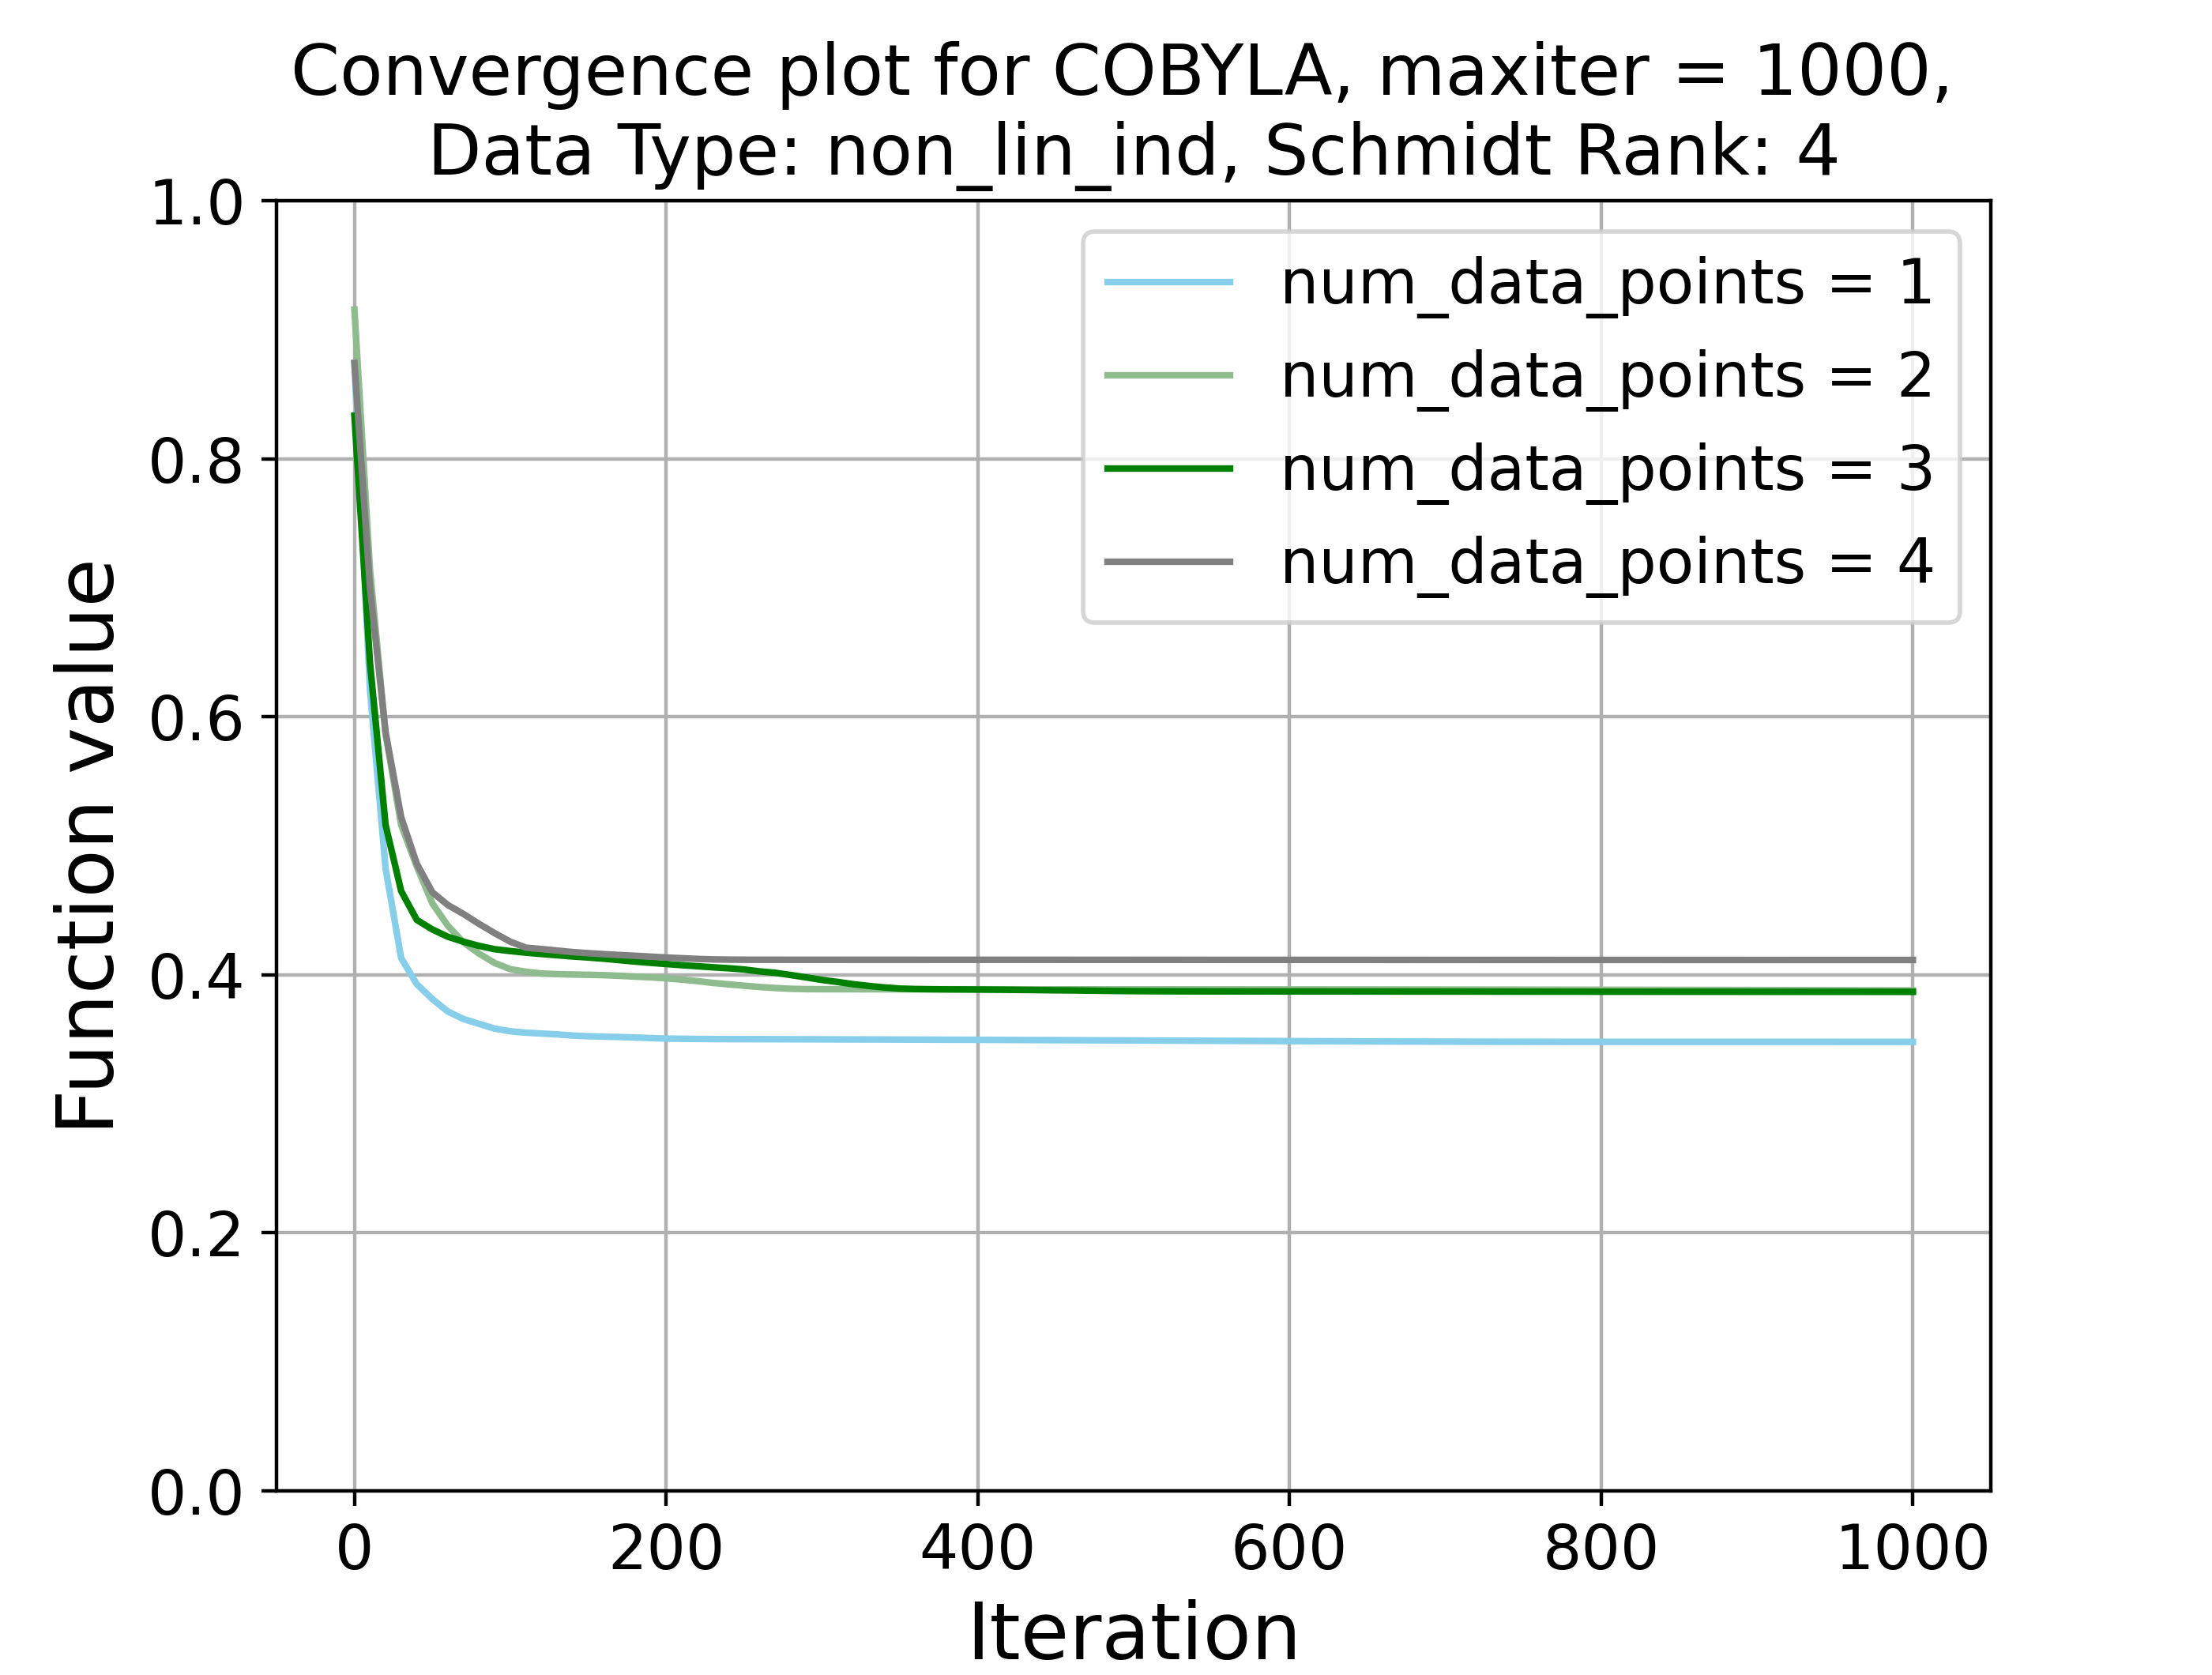 Convergence plot for COBYLA, maxiter = 1000,
Data Type: non_lin_ind, Schmidt Rank: 4
num_data_points = 1
num_data_points = 2
num_data_points = 3
num_data_points = 4
Function value
1.0
0.8
0.6
0.4
0.2
0.0
0 200 400 600 800 1000
Iteration